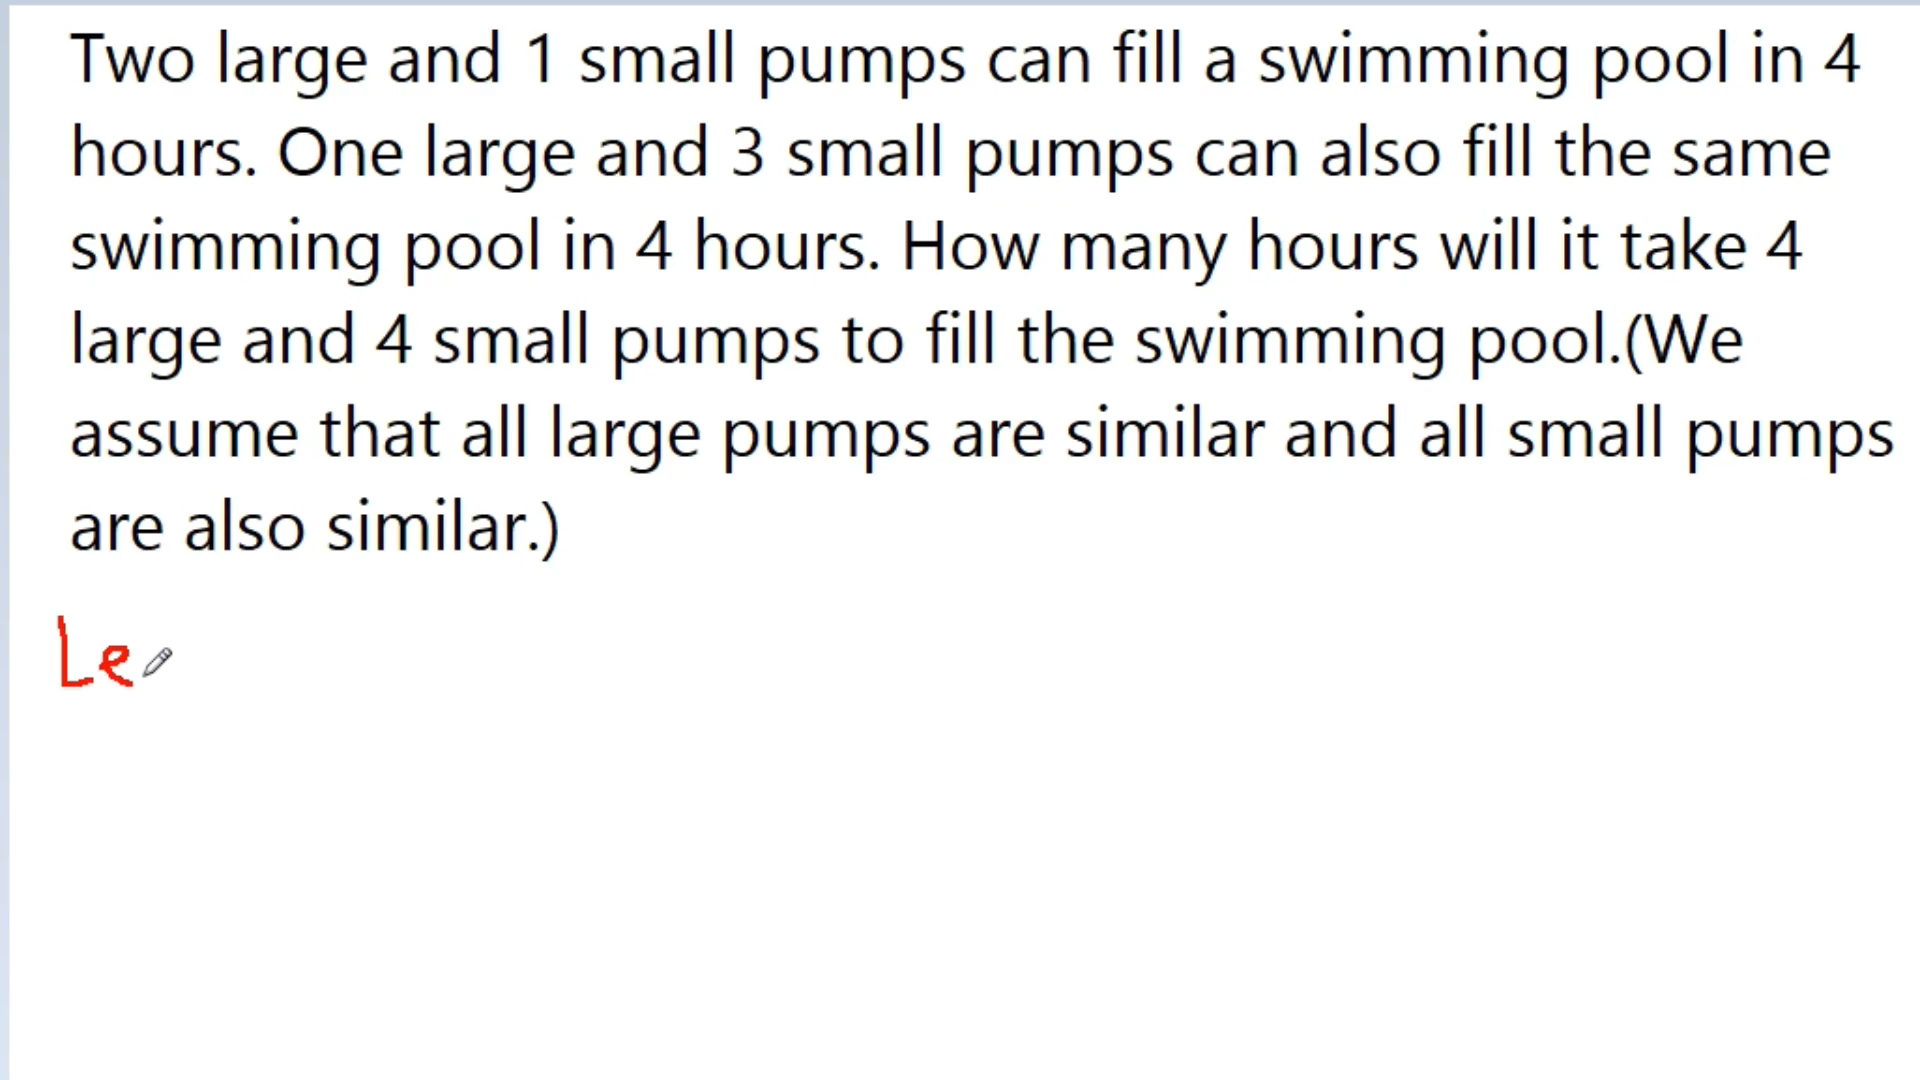 Two large and 1 small pumps can fill a swimming pool in 4
hours. One large and 3 small pumps can also fill the same
swimming pool in 4 hours. How many hours will it take 4
large and 4 small pumps to fill the swimming pool.(We
assume that all large pumps are similar and all small pumps
are also similar.)
Le